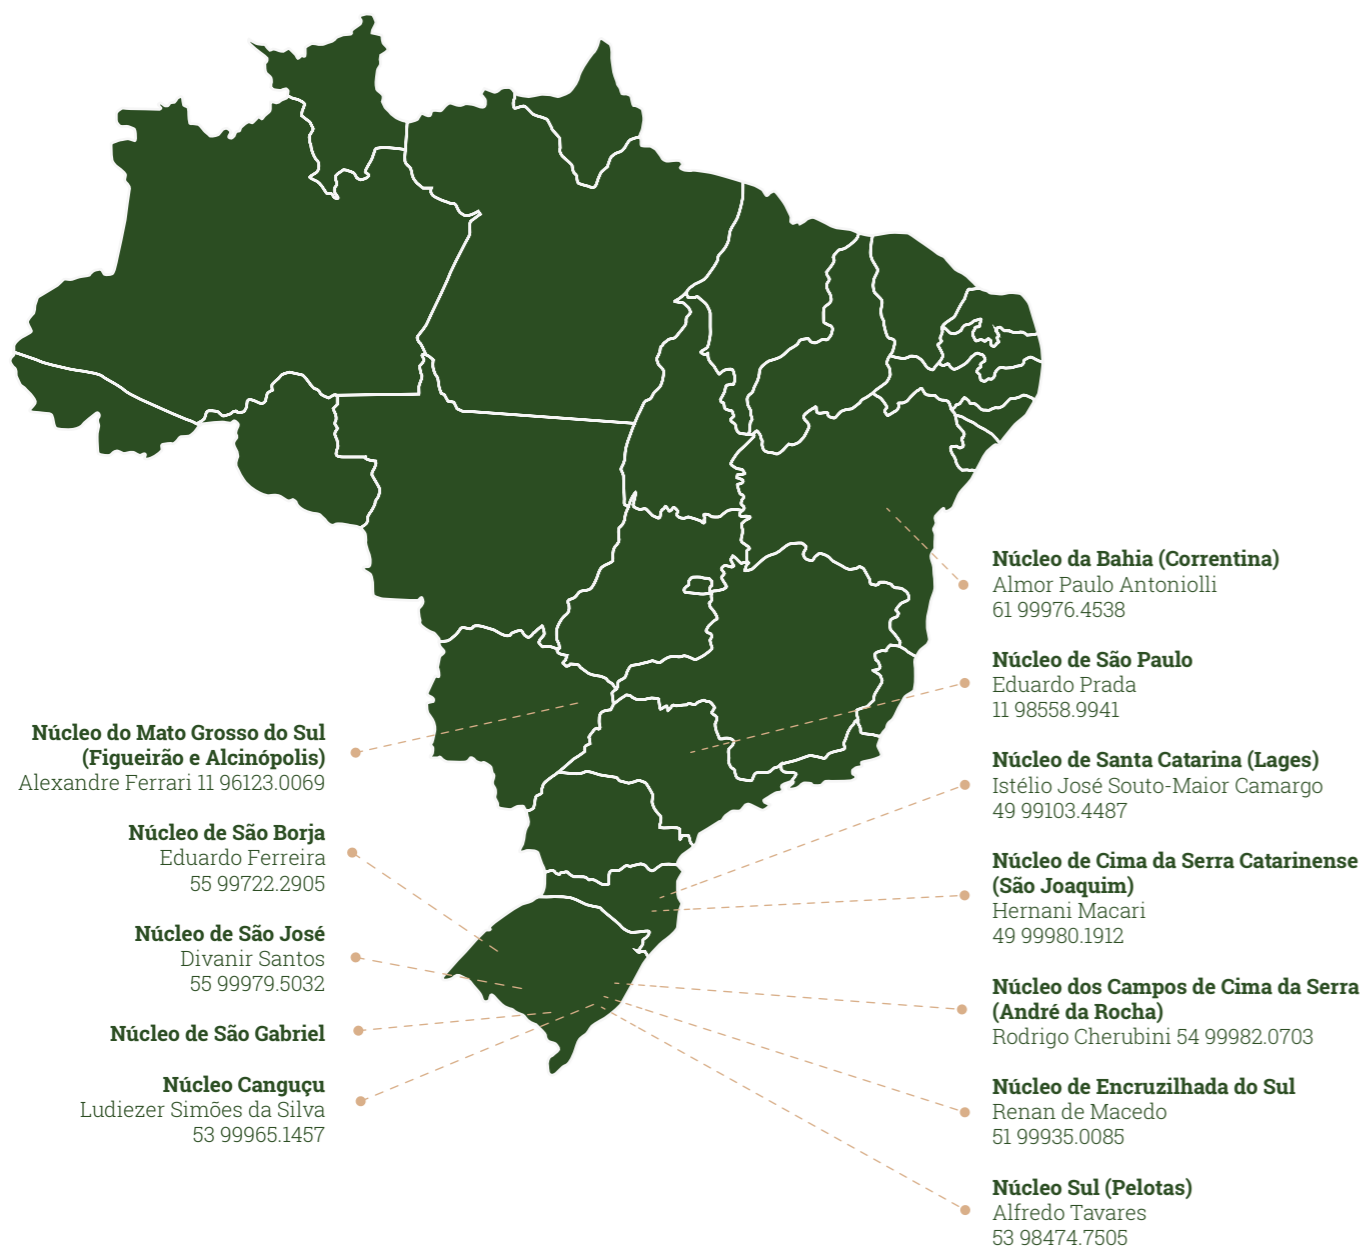 Núcleo do Mato Grosso do Sul
(Figueirão e Alcinópolis)
Alexandre Ferrari 11 96123.0069
Núcleo de São Borja
Eduardo Ferreira
55 99722.2905
Núcleo de São José
Divanir Santos
55 99979.5032
Núcleo de São Gabriel
Núcleo Canguçu
Ludiezer Simões da Silva
53 99965.1457
Núcleo da Bahia (Correntina)
Almor Paulo Antoniolli
61 99976.4538
Núcleo de São Paulo
Eduardo Prada
11 98558.9941
Núcleo de Santa Catarina (Lages)
Istélio José Souto-Maior Camargo
49 99103.4487
Núcleo de Cima da Serra Catarinense
(São Joaquim)
Hernani Macari
49 99980.1912
Núcleo dos Campos de Cima da Serra
(André da Rocha)
Rodrigo Cherubini 54 99982.0703
Núcleo de Encruzilhada do Sul
Renan de Macedo
51 99935.0085
Núcleo Sul (Pelotas)
Alfredo Tavares
53 98474.7505